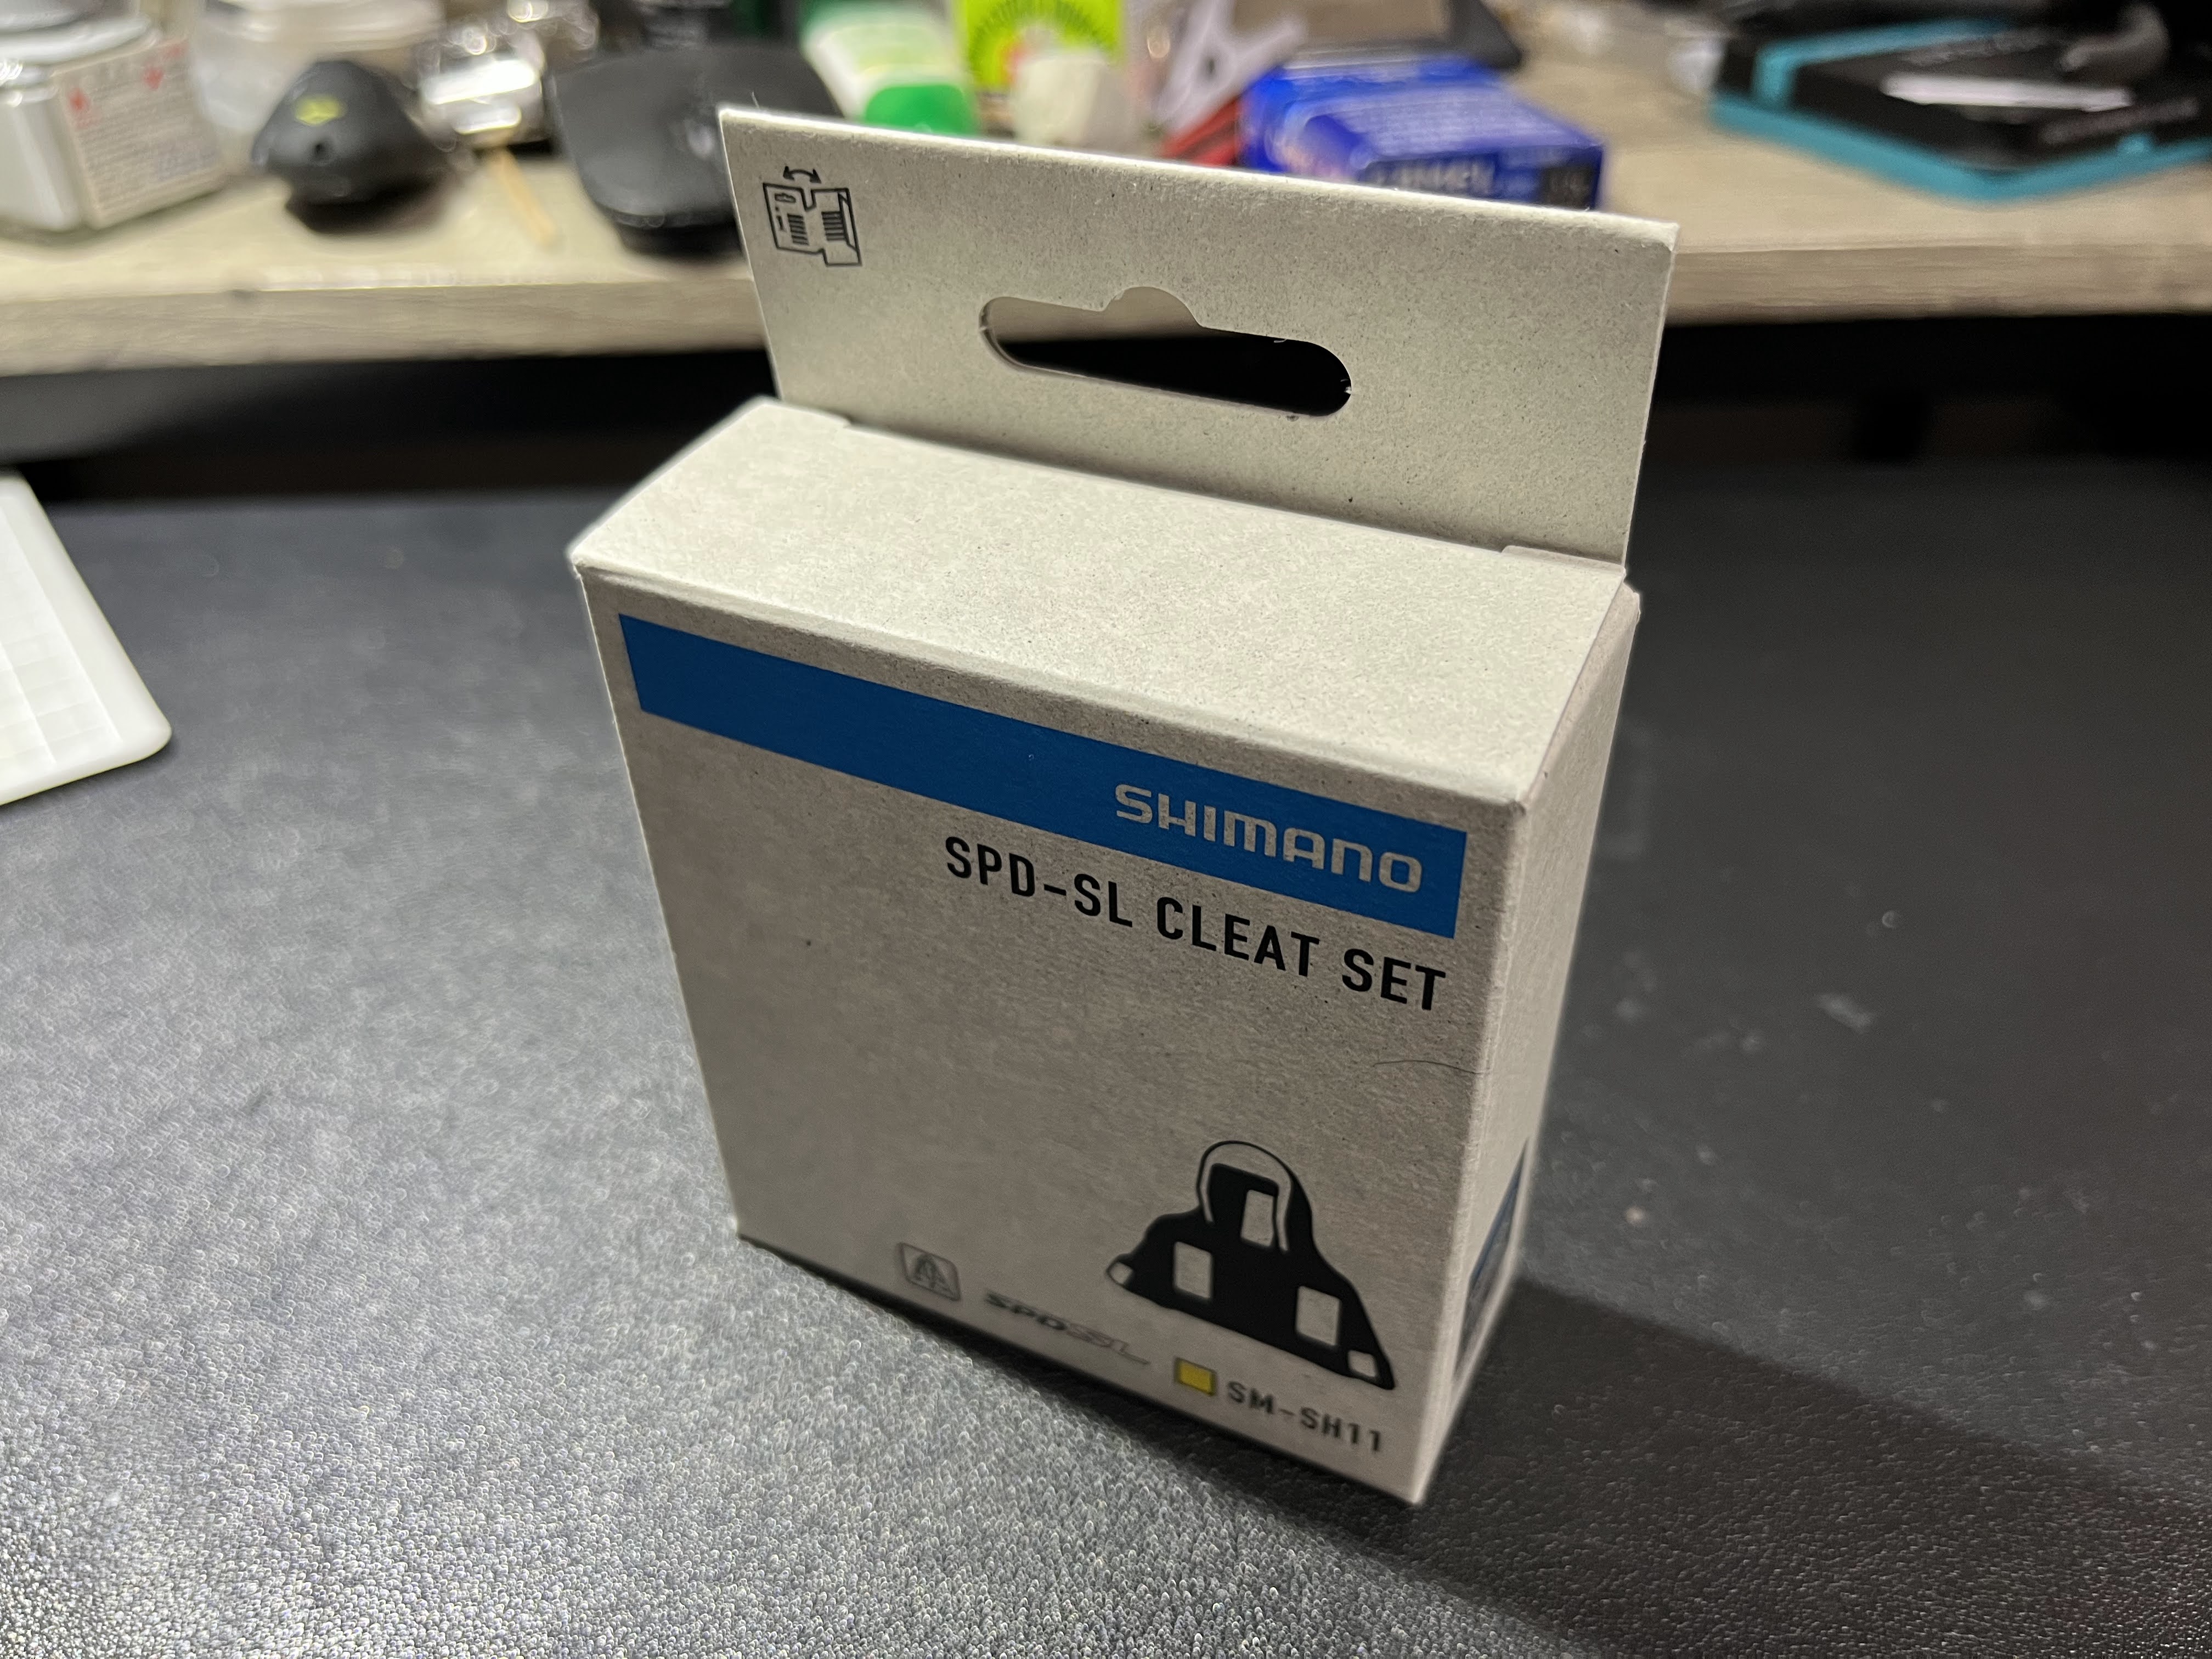 SHIMANO
SPD-SL CLEAT SET
SPD-SL
SM-SH11